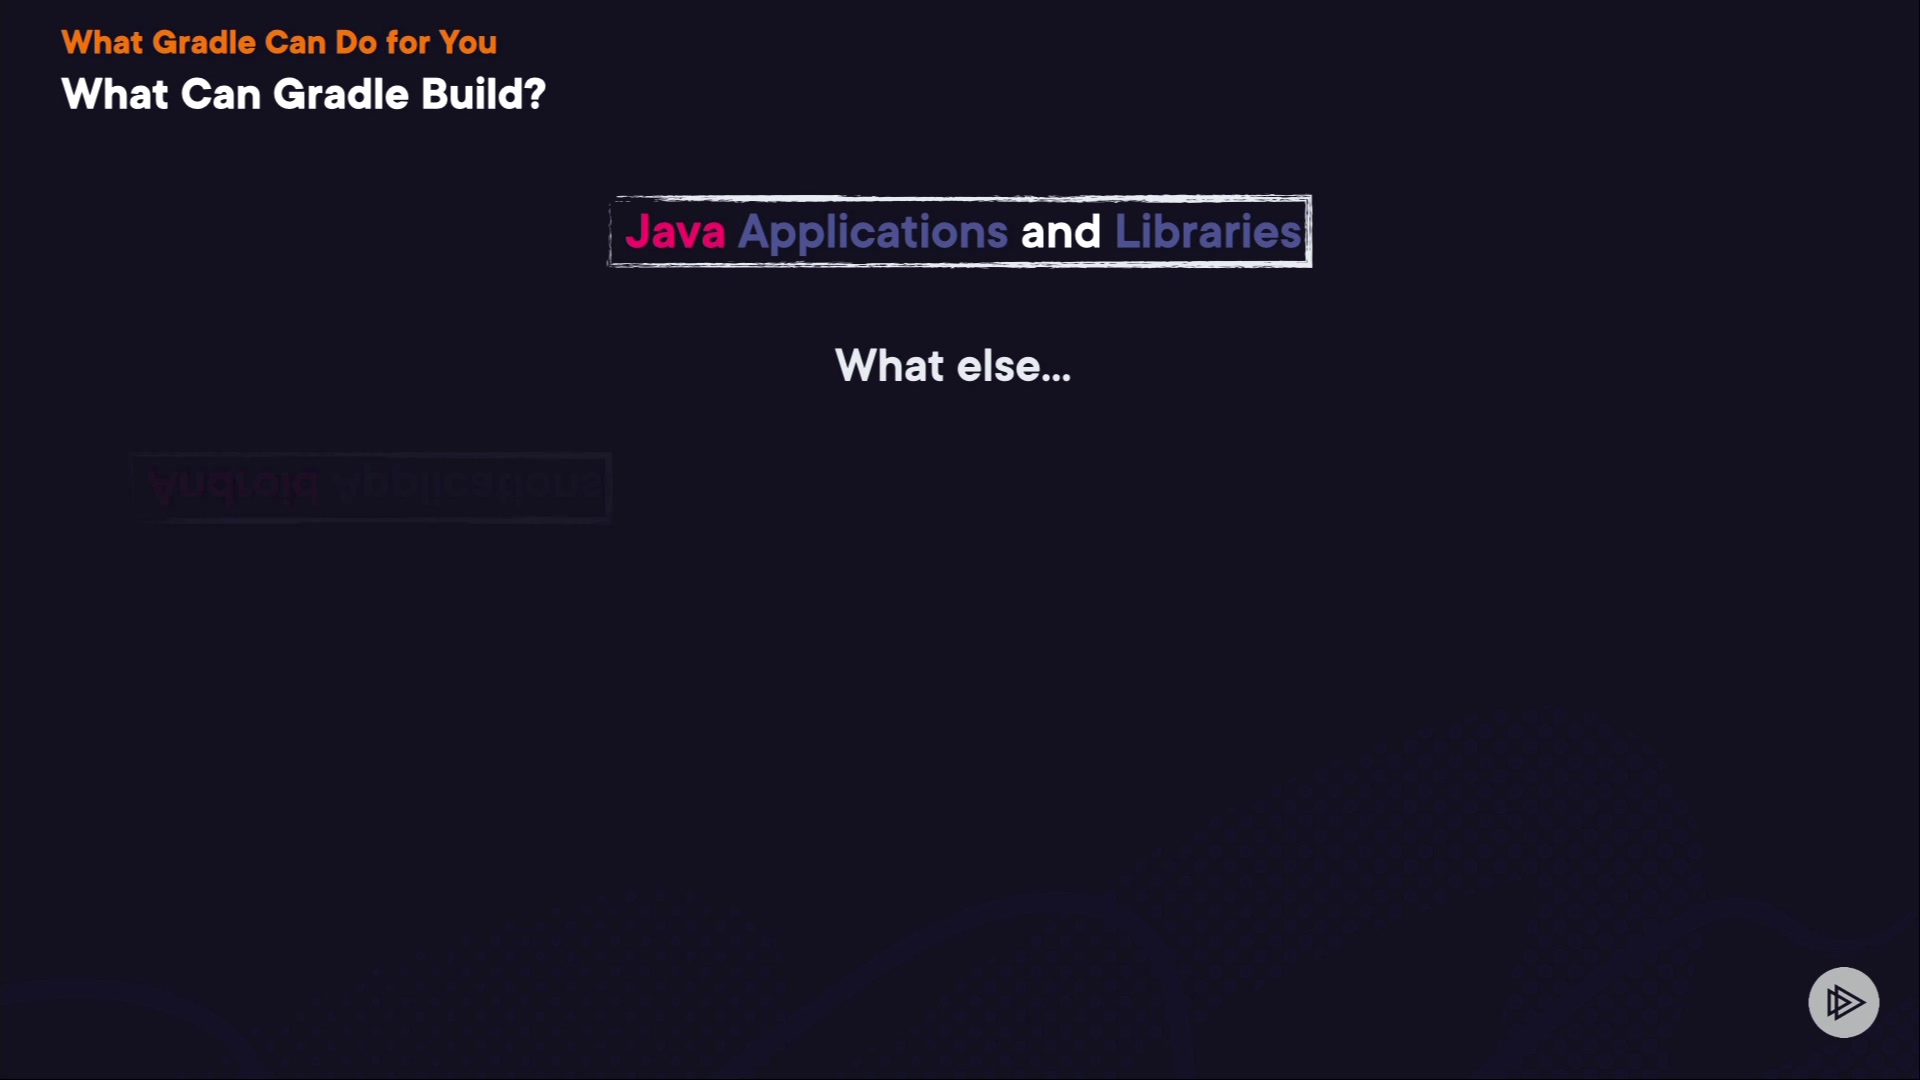 What Gradle Can Do for You
What Can Gradle Build?
Java Applications and Libraries
What else...
Android Applications